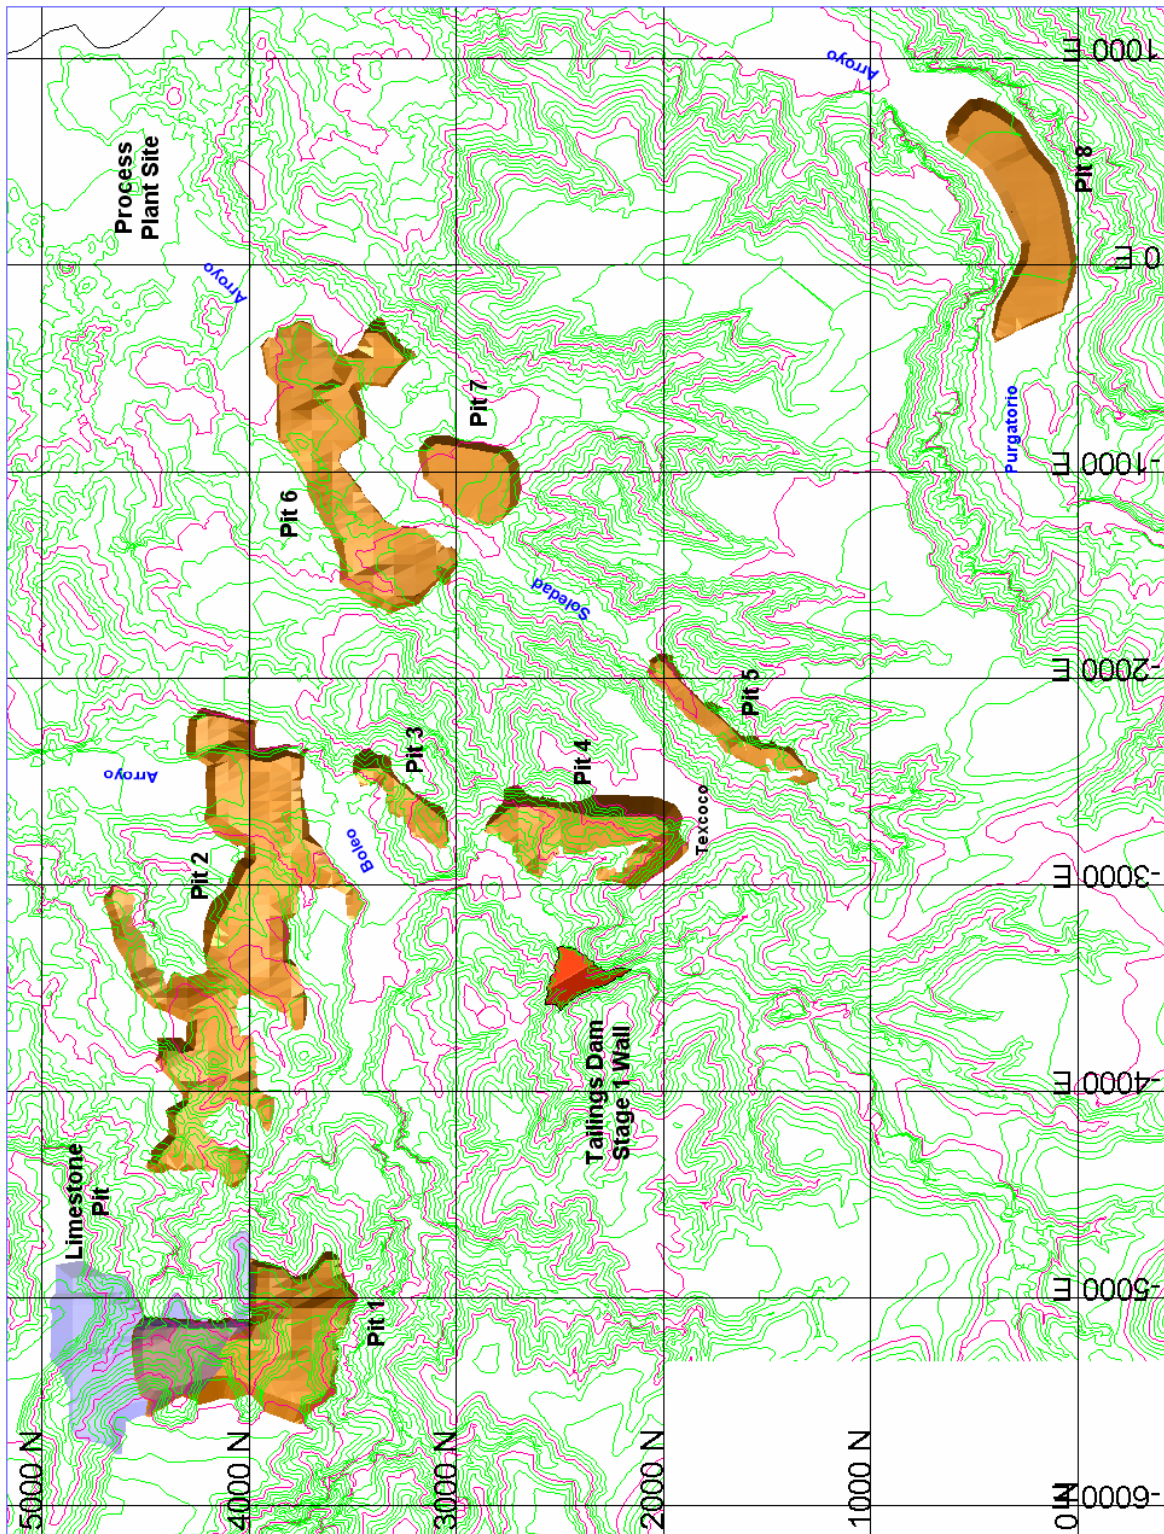 Process
Plant Site
Arroyo
Arroyo
Arroyo
Pit 8
Purgatorio
Pit 7
Pit 6
Soledad
Pit 5
Pit 4
Texcoco
Pit 3
Boleo
Pit 2
Tailings Dam
Stage 1 Wall
Limestone
Pit
Pit 1
5000 N
4000 N
3000 N
2000 N
1000 N
1000 E
0 E
-1000 E
-2000 E
-3000 E
-4000 E
-5000 E
-6000 E